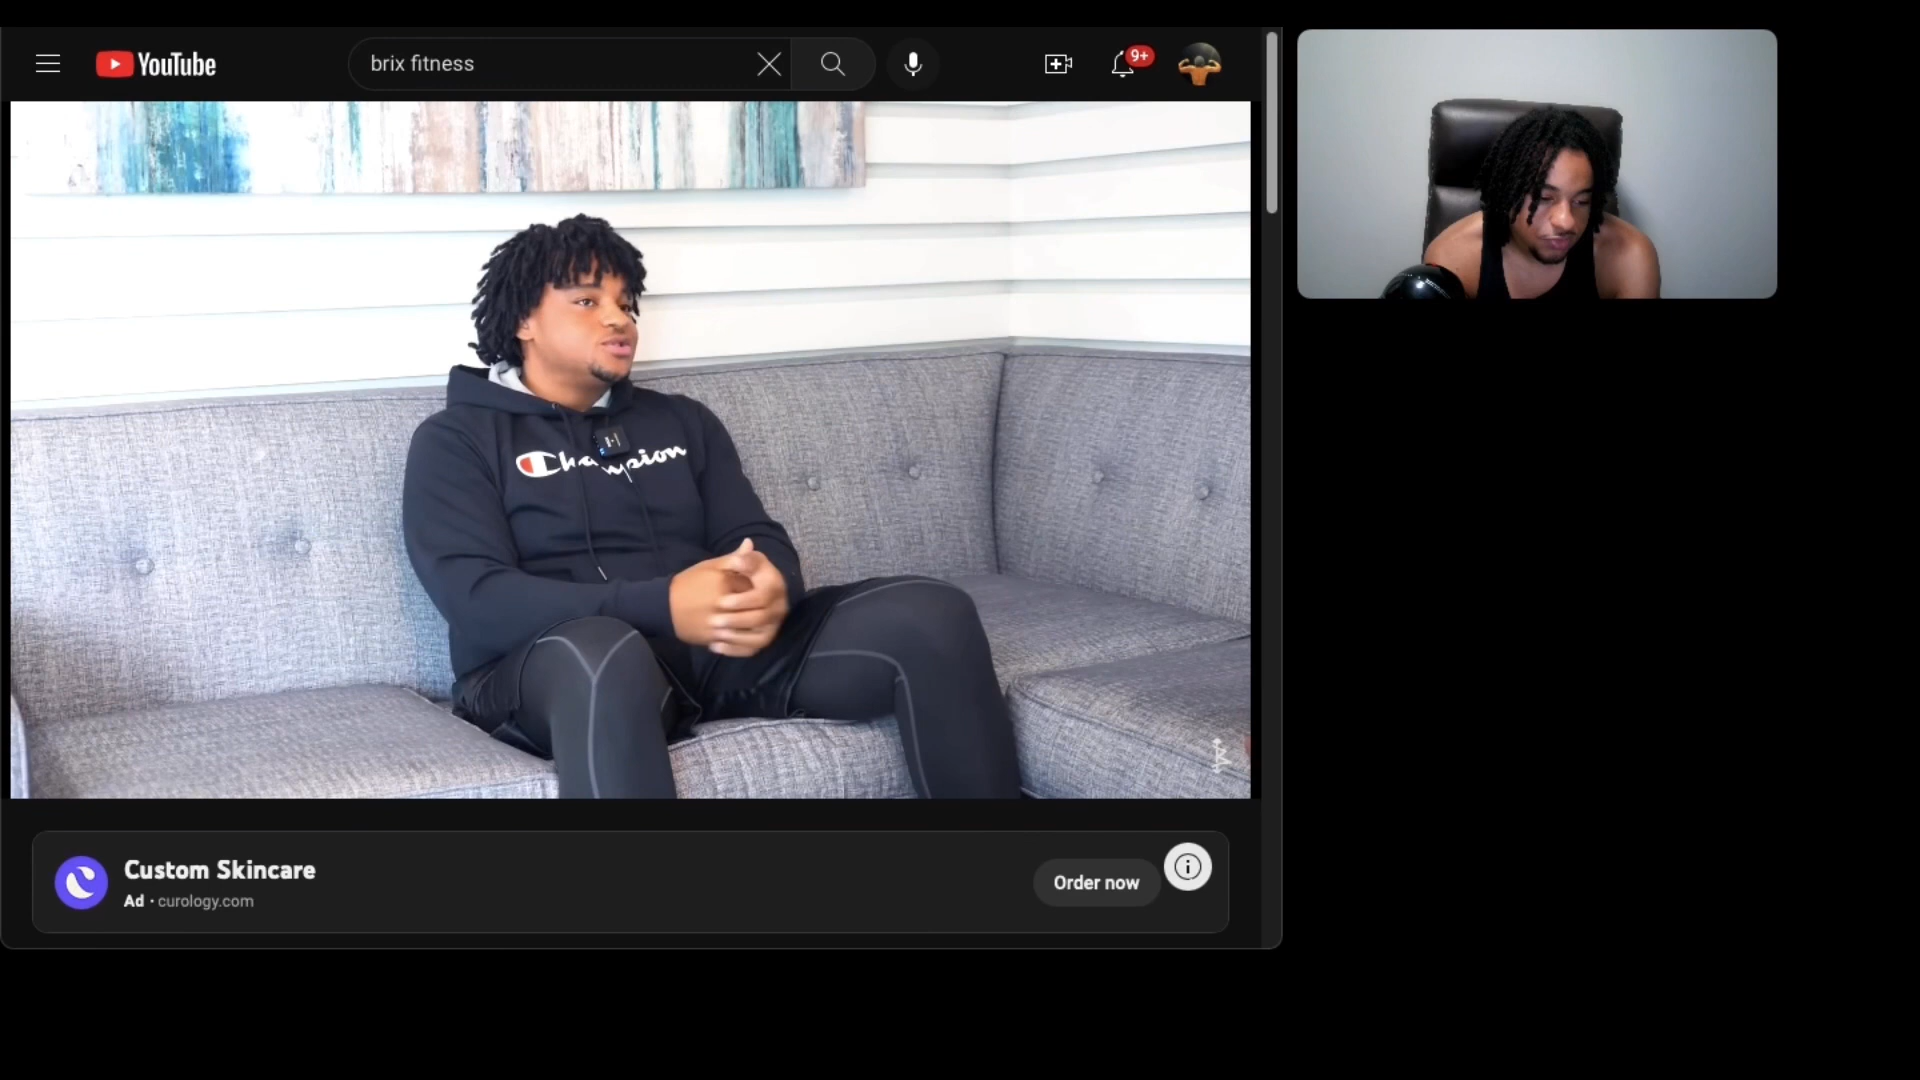 YouTube
brix fitness
9+
Champion
Custom Skincare
Ad · curology.com
Order now